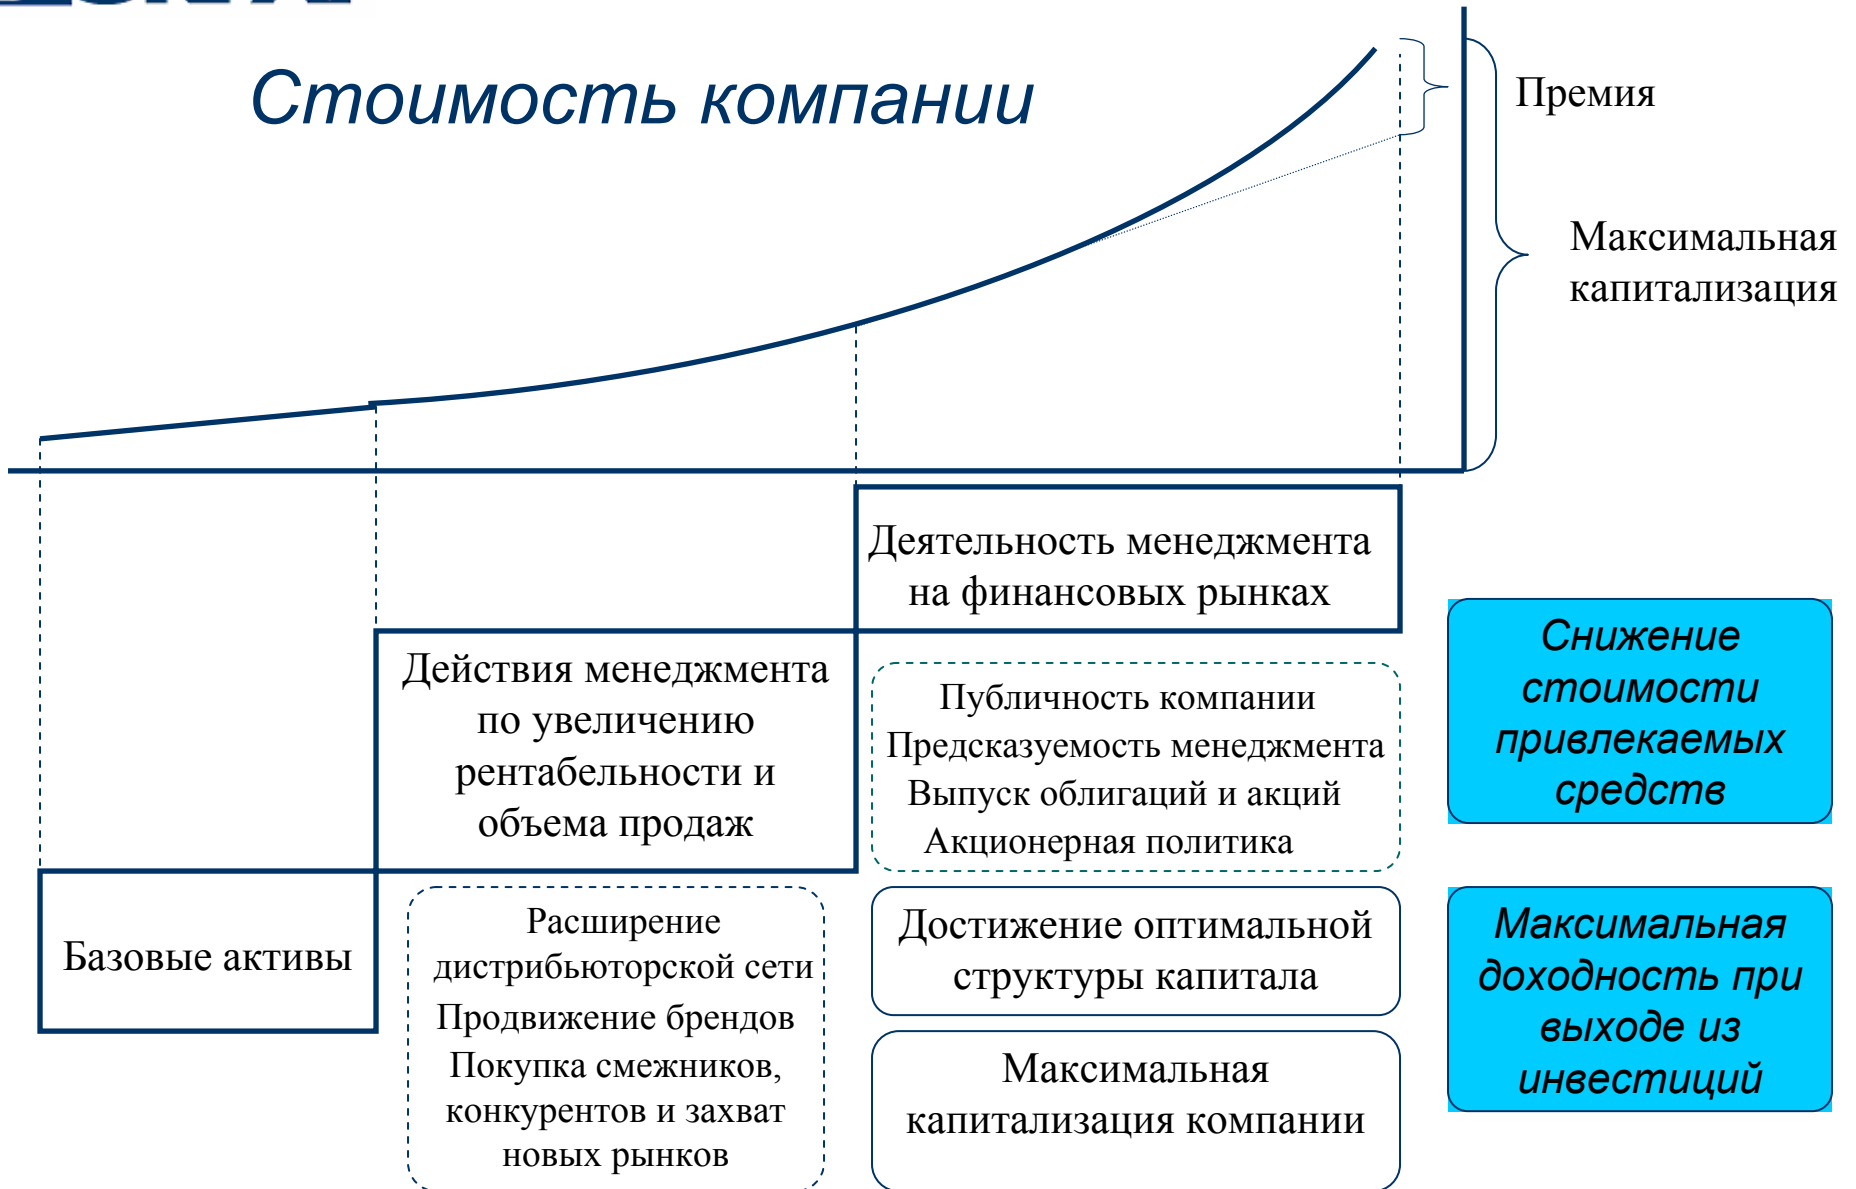 Стоимость компании
Премия
Максимальная
капитализация
Деятельность менеджмента
на финансовых рынках
Действия менеджмента
по увеличению
рентабельности и
объема продаж
Базовые активы
Публичность компании
Предсказуемость менеджмента
Выпуск облигаций и акций
Акционерная политика
Расширение
дистрибьюторской сети
Продвижение брендов
Покупка смежников,
конкурентов и захват
новых рынков
Достижение оптимальной
структуры капитала
Максимальная
капитализация компании
Снижение
стоимости
привлекаемых
средств
Максимальная
доходность при
выходе из
инвестиций